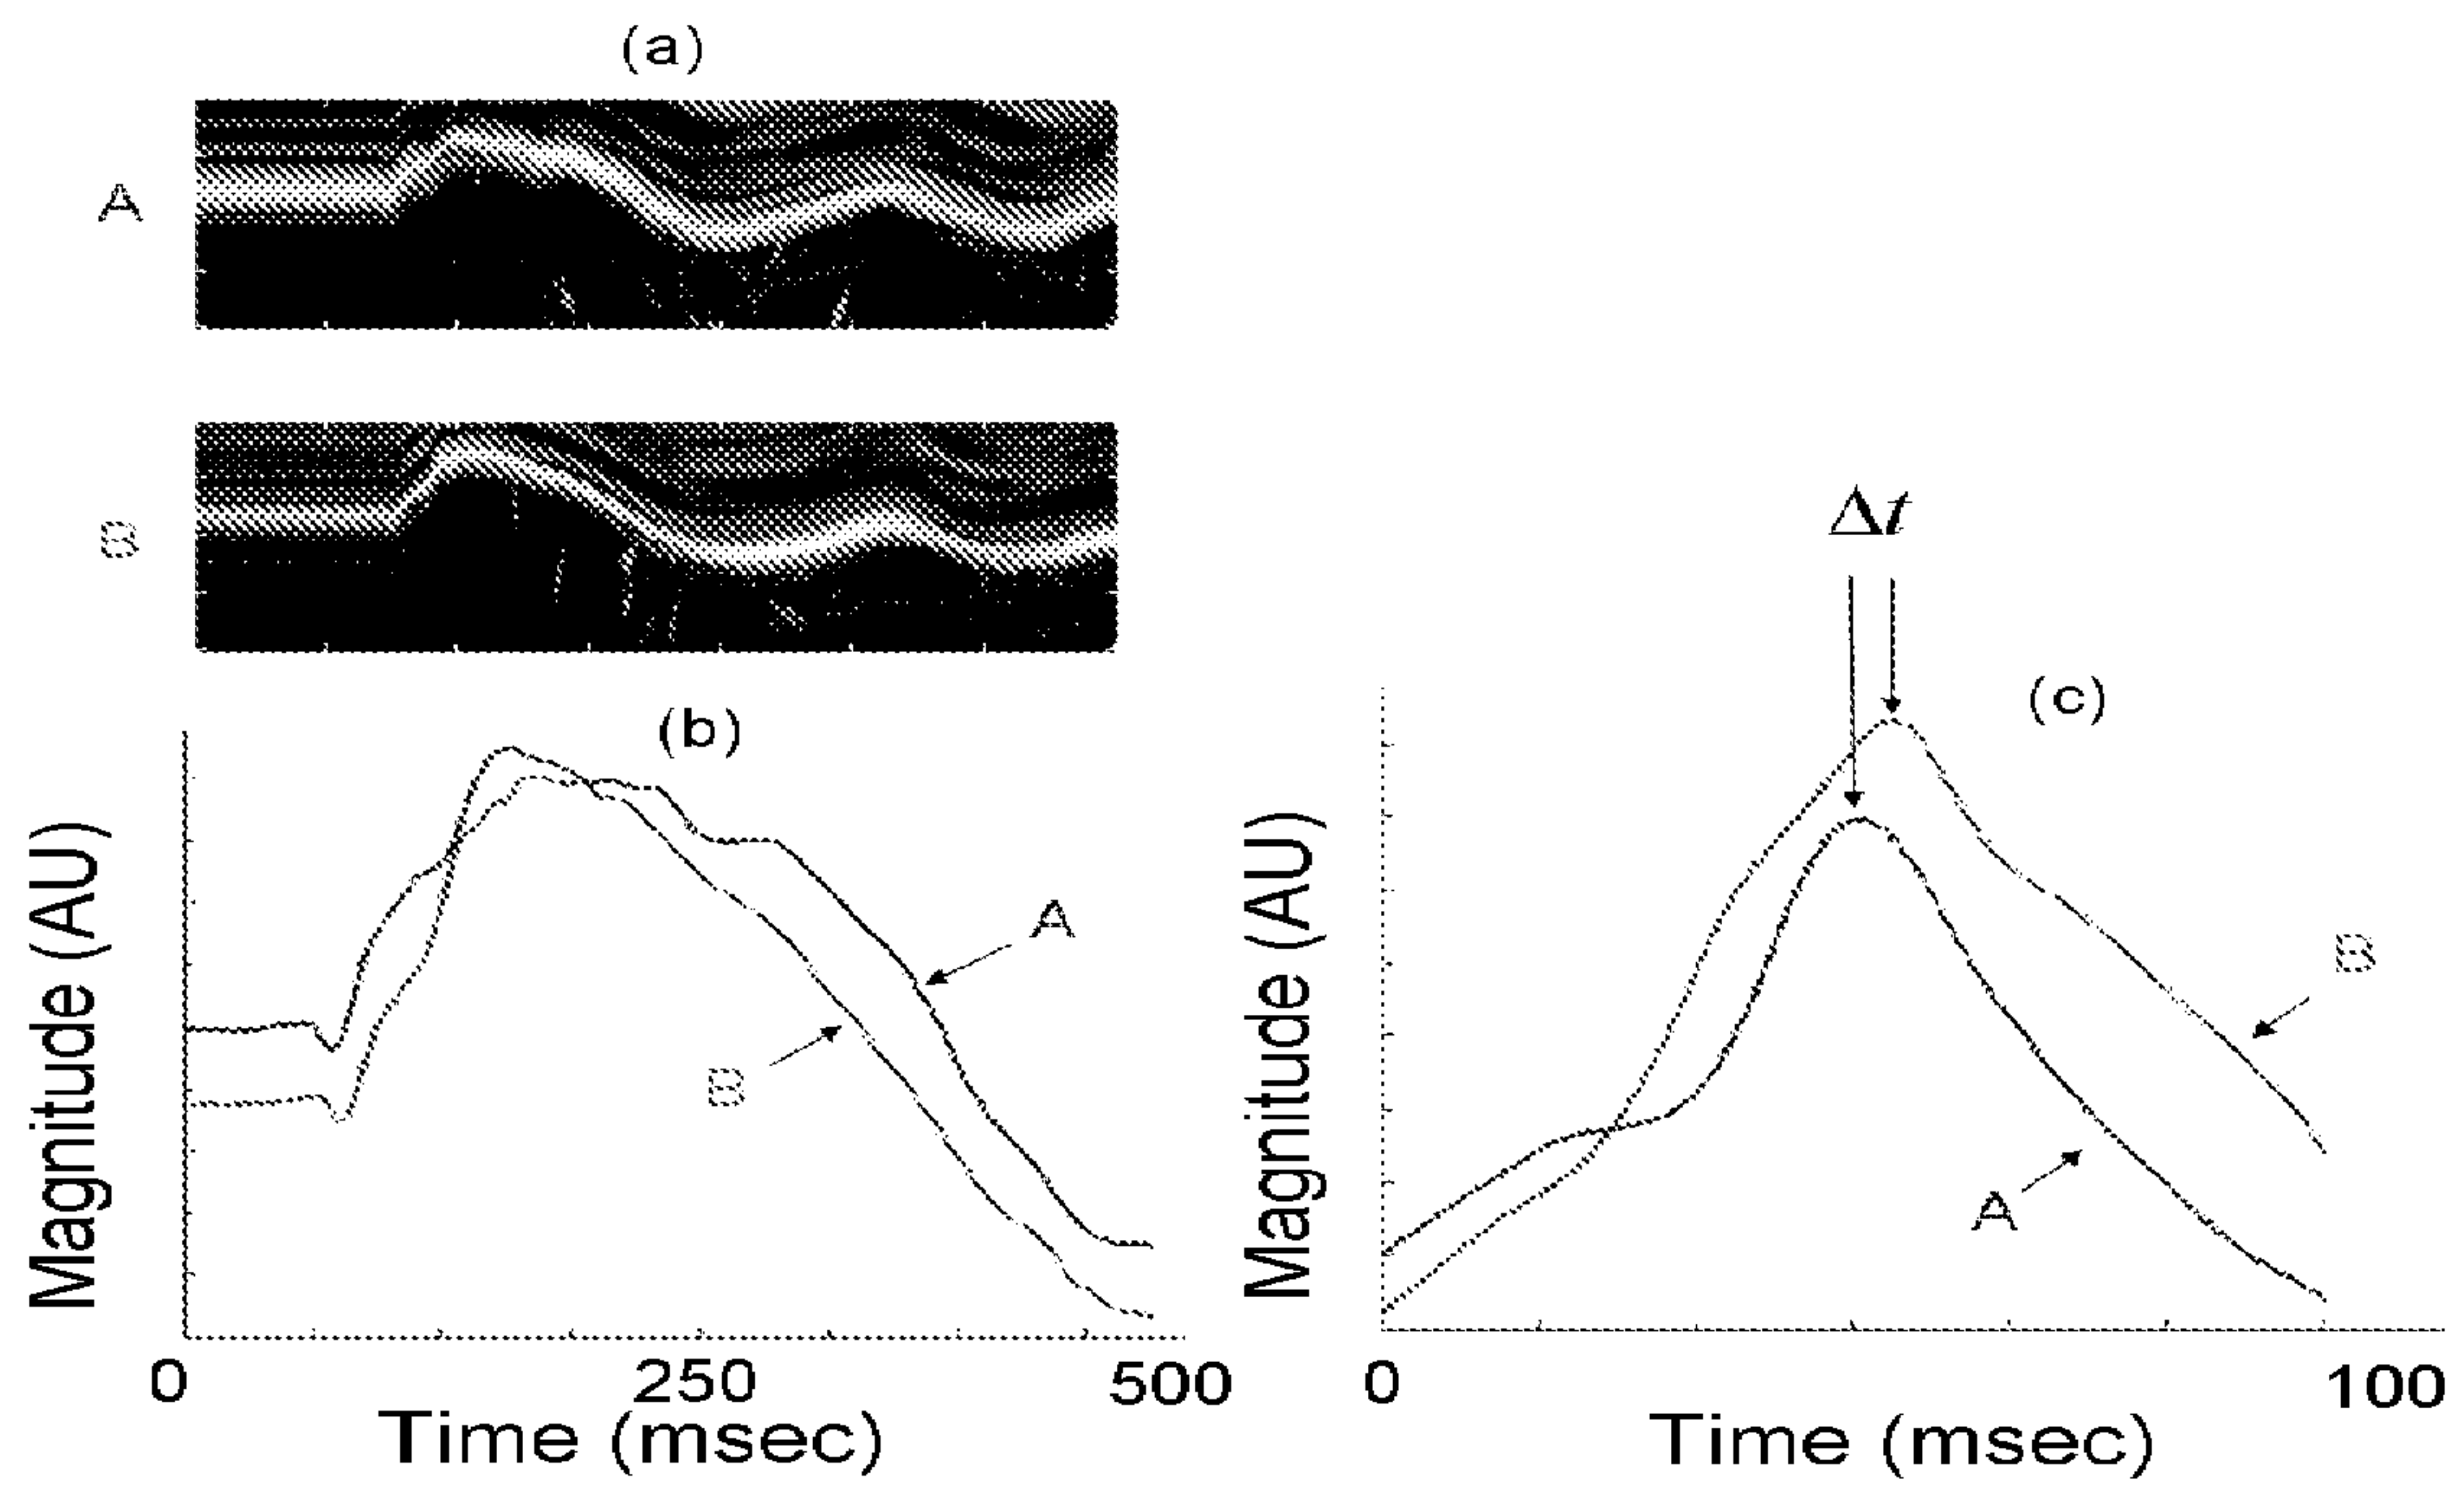 (a)
A
B
Δt
(b)
(c)
Magnitude (AU)
A
B
0
250
500
Time (msec)
Magnitude (AU)
B
A
0
100
Time (msec)